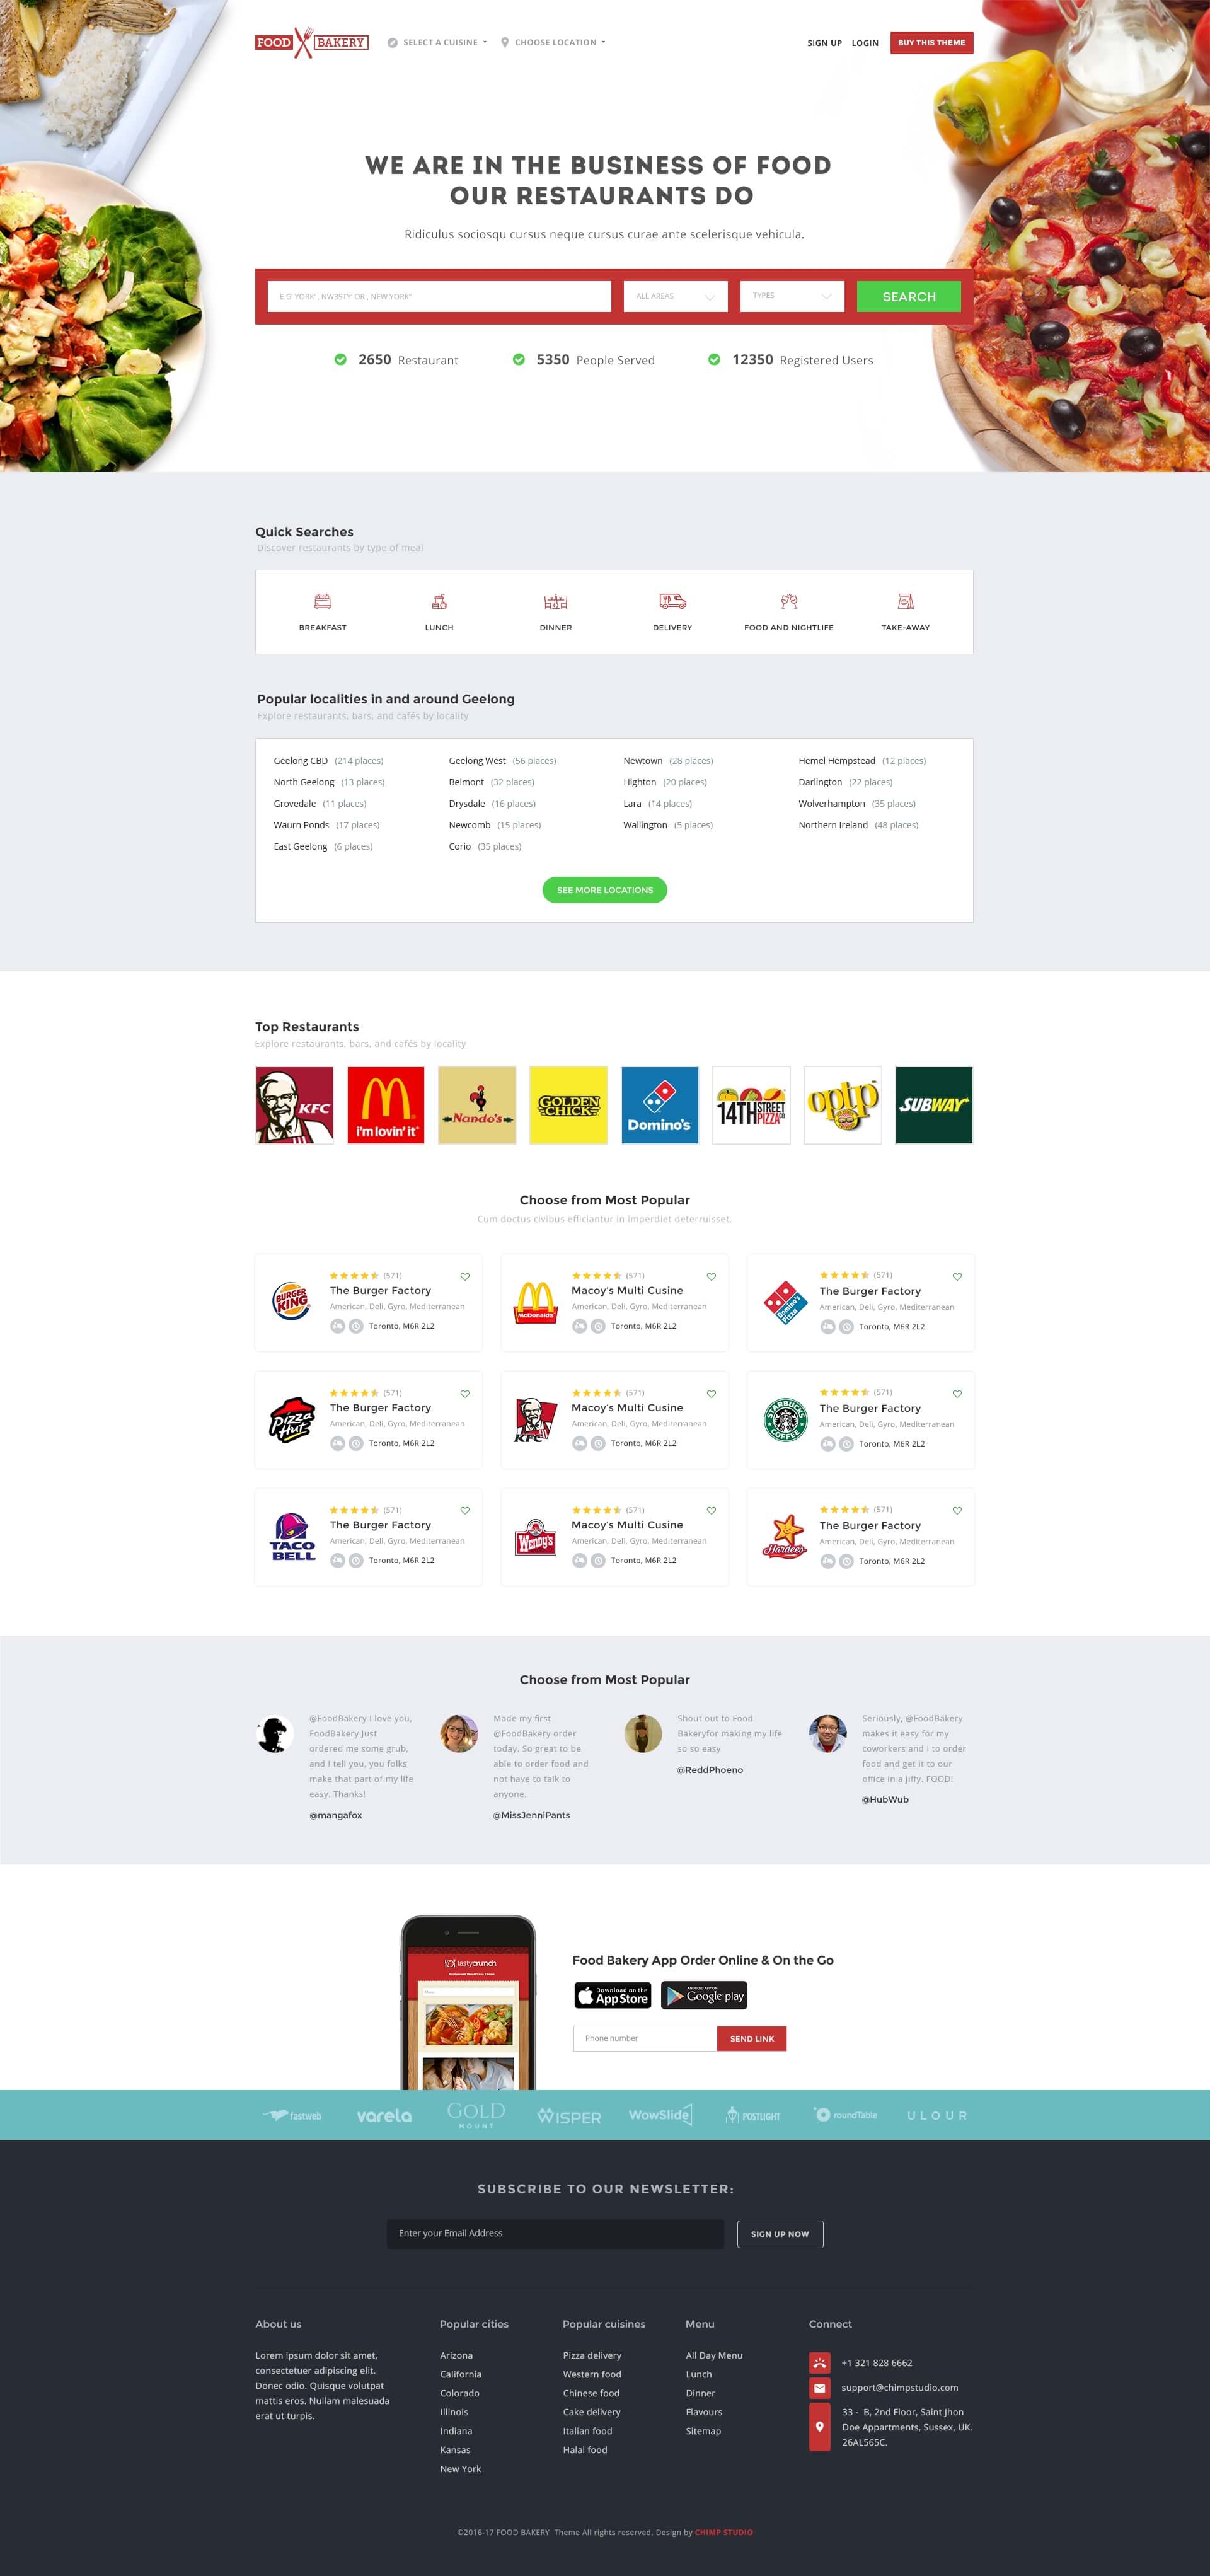 FOOD BAKERY
SELECT A CUISINE
CHOOSE LOCATION
SIGN UP
LOGIN
BUY THIS THEME
WE ARE IN THE BUSINESS OF FOOD
OUR RESTAURANTS DO
Ridiculus sociosqu cursus neque cursus curae ante scelerisque vehicula.
E.G' YORK' , NW35TY' OR , NEW YORK"
ALL AREAS
TYPES
SEARCH
2650 Restaurant
5350 People Served
12350 Registered Users
Quick Searches
Discover restaurants by type of meal
BREAKFAST
LUNCH
DINNER
DELIVERY
FOOD AND NIGHTLIFE
TAKE-AWAY
Popular localities in and around Geelong
Explore restaurants, bars, and cafés by locality
Geelong CBD (214 places)
Geelong West (56 places)
Newtown (28 places)
Hemel Hempstead (12 places)
North Geelong (13 places)
Belmont (32 places)
Highton (20 places)
Darlington (22 places)
Grovedale (11 places)
Drysdale (16 places)
Lara (14 places)
Wolverhampton (35 places)
Waurn Ponds (17 places)
Newcomb (15 places)
Wallington (5 places)
Northern Ireland (48 places)
East Geelong (6 places)
Corio (35 places)
SEE MORE LOCATIONS
Top Restaurants
Explore restaurants, bars, and cafés by locality
KFC
i'm lovin' it
Nando's
GOLDEN
CHICK
Domino's
14TH STREET
PIZZA CO.
optp
SUBWAY
Choose from Most Popular
Cum doctus civibus efficiantur in imperdiet deterruisset.
BURGER
KING
(571)
The Burger Factory
American, Deli, Gyro, Mediterranean
Toronto, M6R 2L2
McDonald's
(571)
Macoy's Multi Cusine
American, Deli, Gyro, Mediterranean
Toronto, M6R 2L2
Domino's
Pizza
(571)
The Burger Factory
American, Deli, Gyro, Mediterranean
Toronto, M6R 2L2
Pizza
Hut
(571)
The Burger Factory
American, Deli, Gyro, Mediterranean
Toronto, M6R 2L2
KFC
(571)
Macoy's Multi Cusine
American, Deli, Gyro, Mediterranean
Toronto, M6R 2L2
STARBUCKS
COFFEE
(571)
The Burger Factory
American, Deli, Gyro, Mediterranean
Toronto, M6R 2L2
TACO
BELL
(571)
The Burger Factory
American, Deli, Gyro, Mediterranean
Toronto, M6R 2L2
Wendy's
(571)
Macoy's Multi Cusine
American, Deli, Gyro, Mediterranean
Toronto, M6R 2L2
Hardees
(571)
The Burger Factory
American, Deli, Gyro, Mediterranean
Toronto, M6R 2L2
Choose from Most Popular
@FoodBakery I love you,
FoodBakery Just
ordered me some grub,
and I tell you, you folks
make that part of my life
easy. Thanks!
@mangafox
Made my first
@FoodBakery order
today. So great to be
able to order food and
not have to talk to
anyone.
@MissJenniPants
Shout out to Food
Bakeryfor making my life
so so easy
@ReddPhoeno
Seriously, @FoodBakery
makes it easy for my
coworkers and I to order
food and get it to our
office in a jiffy. FOOD!
@HubWub
tastycrunch
Food Bakery App Order Online & On the Go
Download on the
App Store
ANDROID APP ON
Google play
Phone number
SEND LINK
fastweb
varela
GOLD
MOUNT
WISPER
WowSlide
POSTLIGHT
roundTable
ULOUR
SUBSCRIBE TO OUR NEWSLETTER:
Enter your Email Address
SIGN UP NOW
About us
Lorem ipsum dolor sit amet,
consectetuer adipiscing elit.
Donec odio. Quisque volutpat
mattis eros. Nullam malesuada
erat ut turpis.
Popular cities
Arizona
California
Colorado
Illinois
Indiana
Kansas
New York
Popular cuisines
Pizza delivery
Western food
Chinese food
Cake delivery
Italian food
Halal food
Menu
All Day Menu
Lunch
Dinner
Flavours
Sitemap
Connect
+1 321 828 6662
support@chimpstudio.com
33 - B, 2nd Floor, Saint Jhon
Doe Appartments, Sussex, UK.
26AL565C.
©2016-17 FOOD BAKERY Theme All rights reserved. Design by CHIMP STUDIO